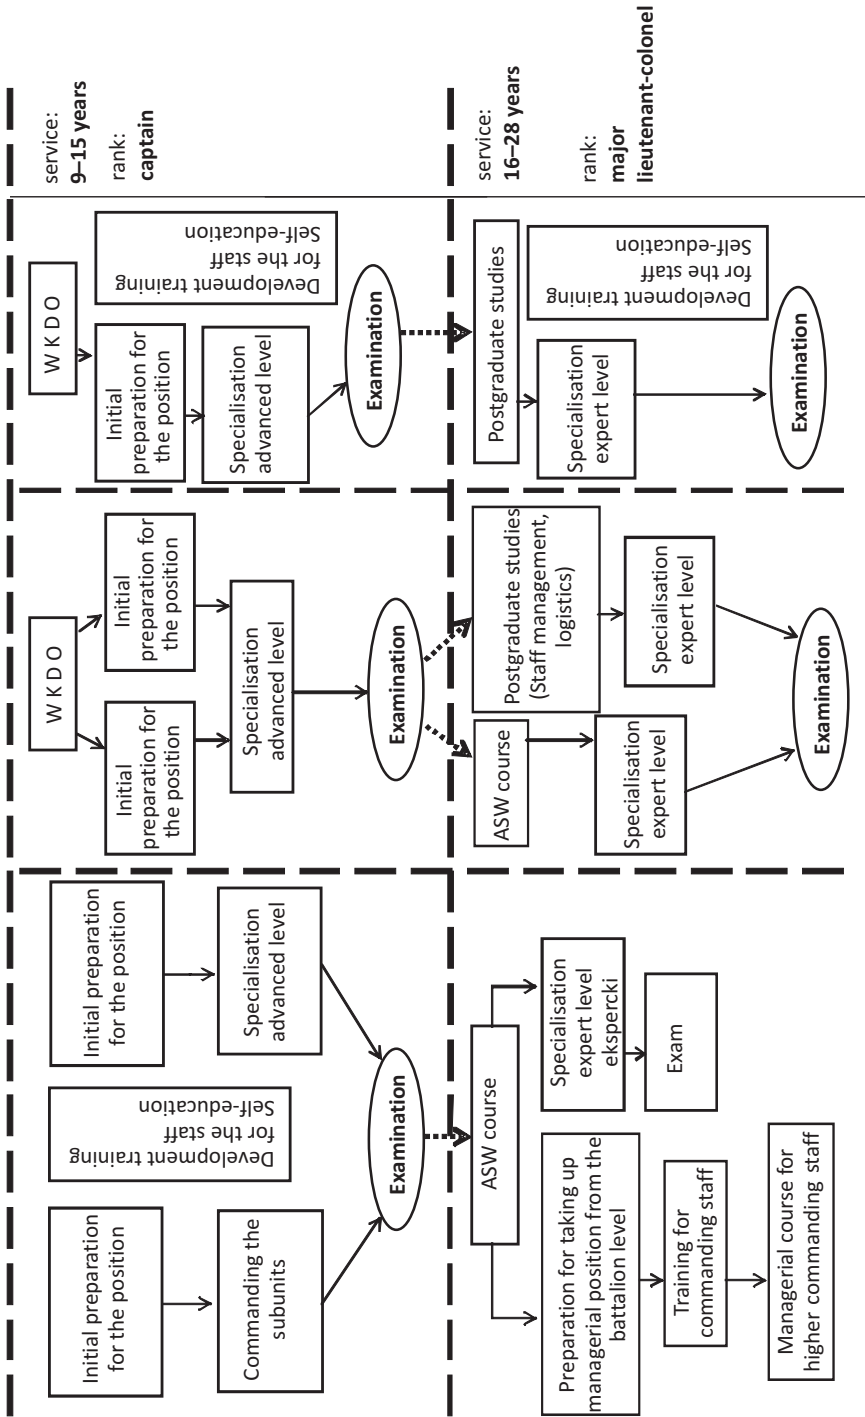 Initial preparation
for the position
Commanding the
subunits
Development training
for the staff
Self-education
Initial preparation
for the position
Specialisation
advanced level
Examination
W K D O
Initial
preparation for
the position
Initial
preparation for
the position
Specialisation
advanced level
Examination
W K D O
Initial
preparation for
the position
Specialisation
advanced level
Development training
for the staff
Self-education
Examination
service:
9–15 years
rank:
captain
ASW course
Preparation for taking up
managerial position from the
battalion level
Training for
commanding staff
Managerial course for
higher commanding staff
Specialisation
expert level
ekspercki
Exam
ASW course
Specialisation
expert level
Postgraduate studies
(Staff management,
logistics)
Specialisation
expert level
Examination
Postgraduate studies
Specialisation
expert level
Development training
for the staff
Self-education
Examination
service:
16–28 years
rank:
major
lieutenant-colonel